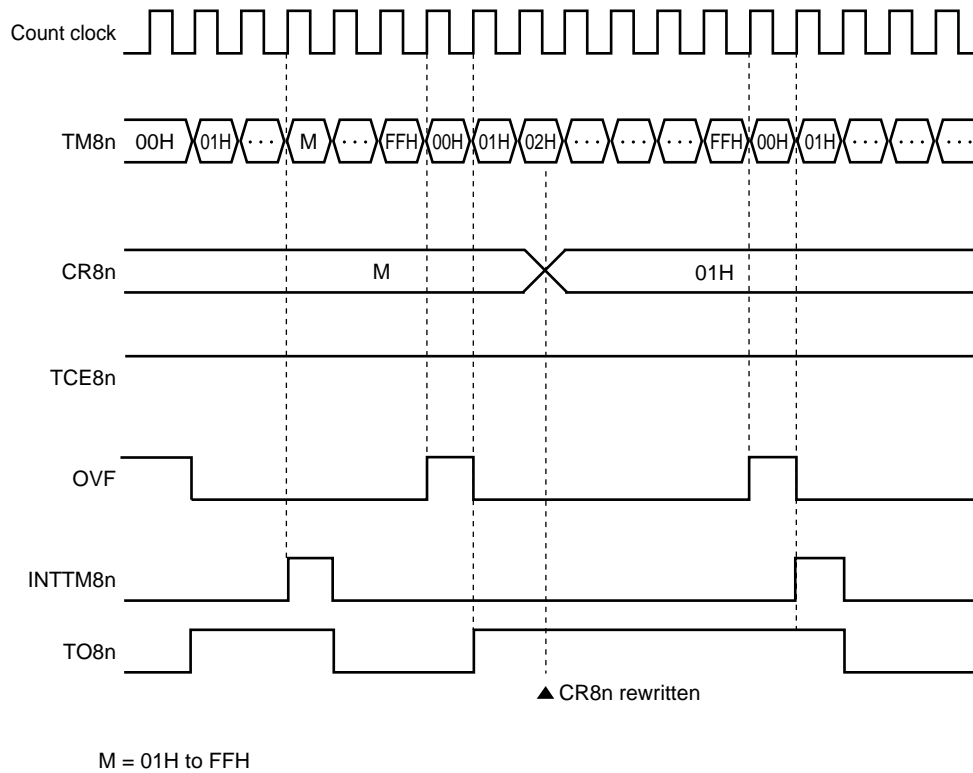 Count clock
TM8n 00H 01H ··· M ··· FFH 00H 01H 02H ··· ··· ··· FFH 00H 01H ··· ··· ···
CR8n M 01H
TCE8n
OVF
INTTM8n
TO8n
▲ CR8n rewritten
M = 01H to FFH